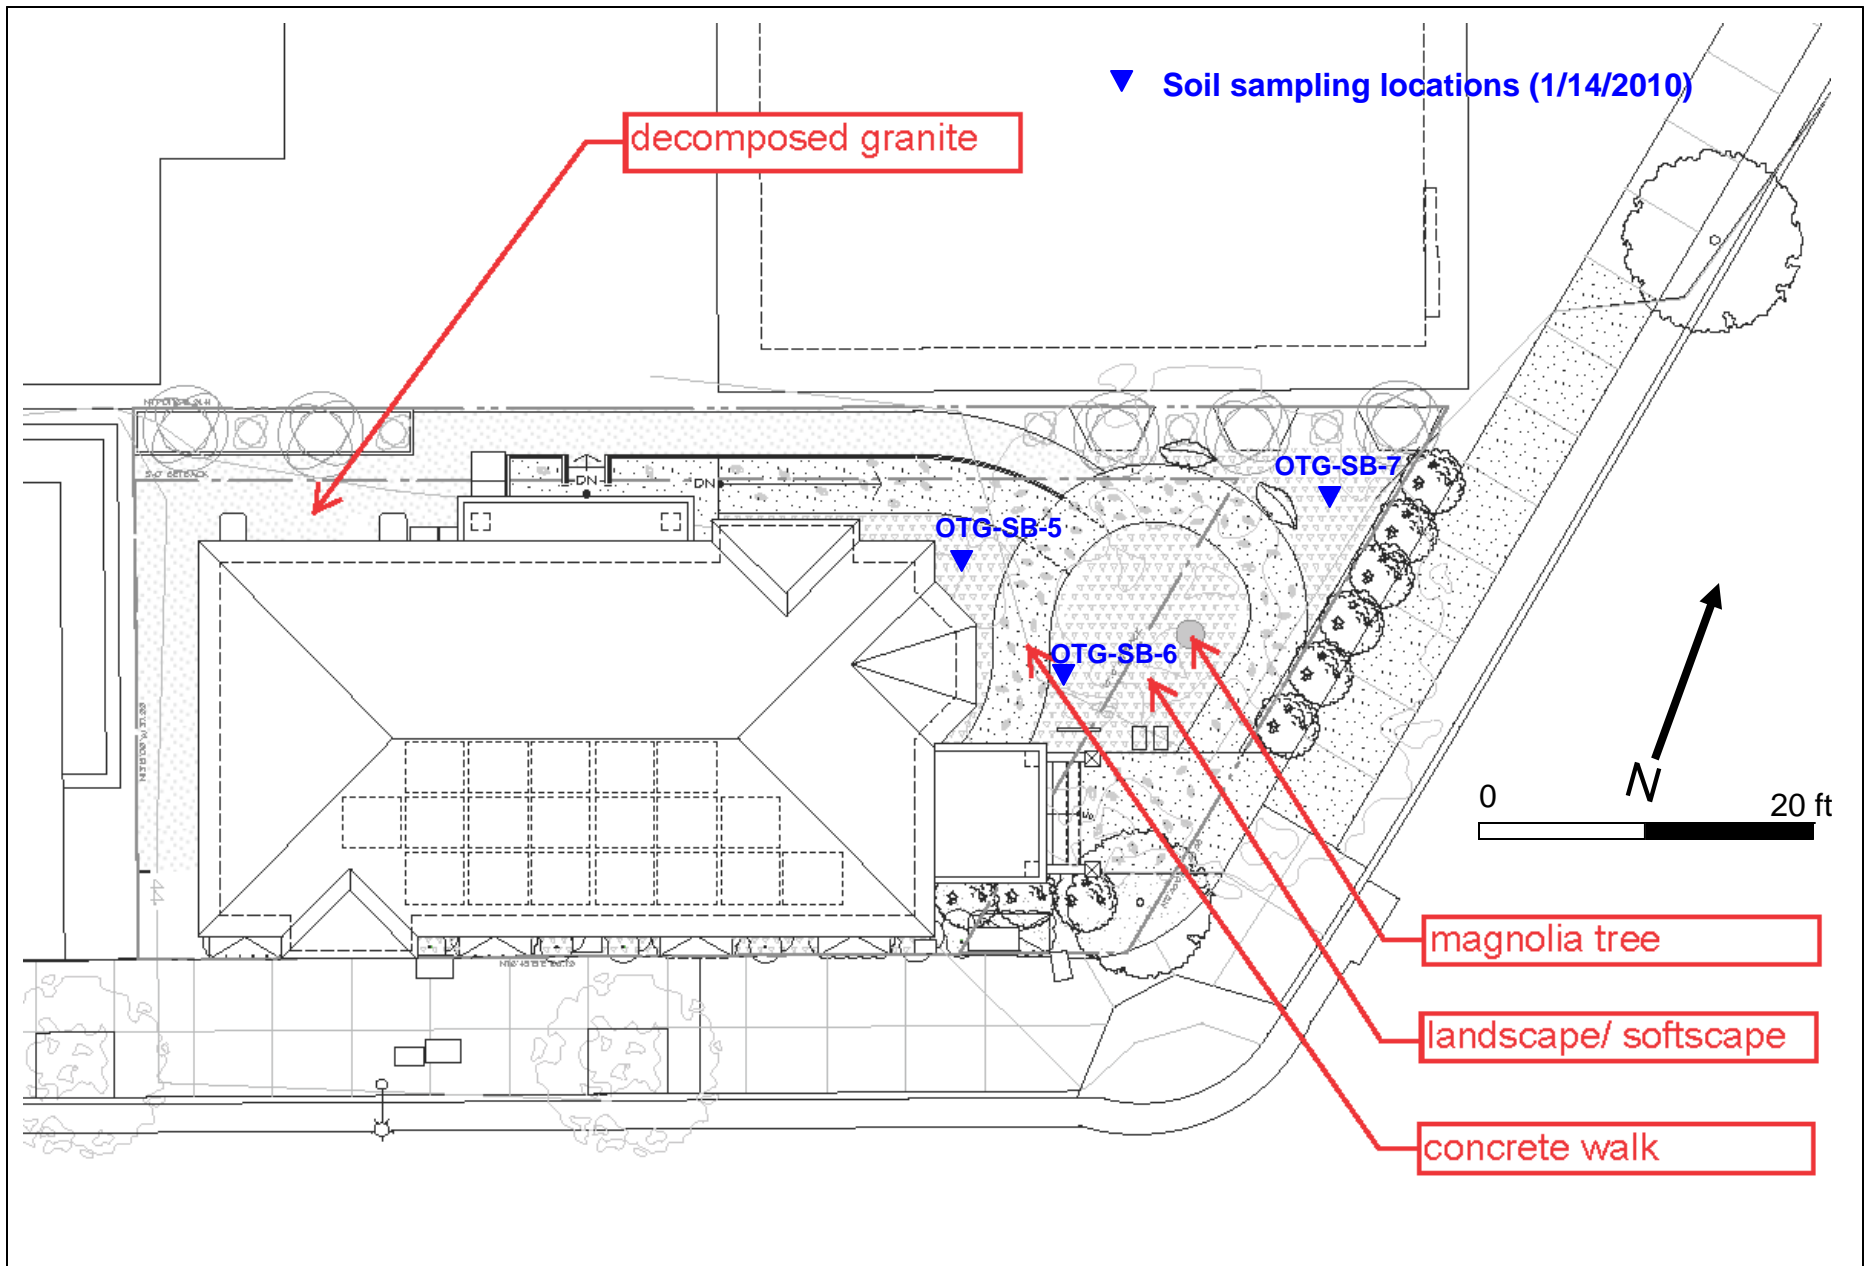 Soil sampling locations (1/14/2010)
decomposed granite
OTG-SB-7
DN
DN
OTG-SB-5
OTG-SB-6
N
0 20 ft
44
magnolia tree
landscape/ softscape
concrete walk